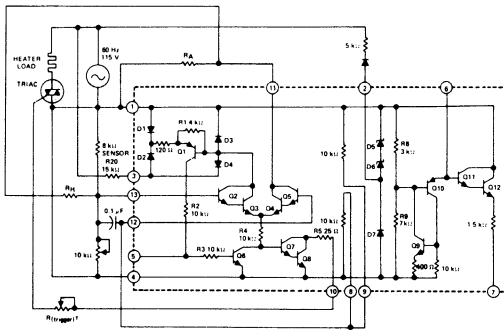 60 Hz
115 V
HEATER
LOAD
TRIAC
RA
5 kΩ
11
2
6
1
D1
R1 4 kΩ
D3
8 kΩ
SENSOR
R20
15 kΩ
D2
120 Ω
Q1
D4
10 kΩ
D5
D6
R8
3 kΩ
Q11
Q12
Q10
3
RH
13
Q2
Q3
Q4
Q5
1.5 kΩ
0.1 μF
12
R2
10 kΩ
R4
10 kΩ
R5 25 Ω
10 kΩ
D7
R9
7 kΩ
Q9
10 kΩ
5
R3 10 kΩ
Q6
Q7
Q8
400 Ω
10 kΩ
4
10
8
9
7
R(trigger)